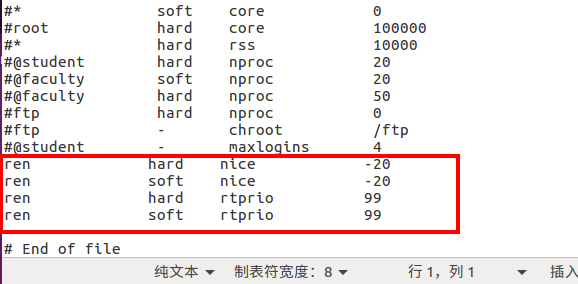 #*               soft    core            0
#root            hard    core            100000
#*               hard    rss             10000
#@student        hard    nproc           20
#@faculty        soft    nproc           20
#@faculty        hard    nproc           50
#ftp             hard    nproc           0
#ftp             -       chroot          /ftp
#@student        -       maxlogins       4
ren             hard    nice            -20
ren             soft    nice            -20
ren             hard    rtprio          99
ren             soft    rtprio          99
# End of file
纯文本 制表符宽度：8 行 1，列 1 插入